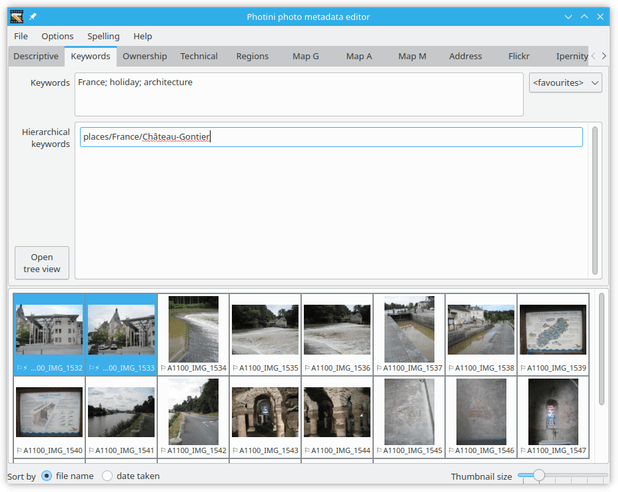 Photini photo metadata editor
File Options Spelling Help
Descriptive Keywords Ownership Technical Regions Map G Map A Map M Address Flickr Ipernity
Keywords
France; holiday; architecture
<favourites>
Hierarchical
keywords
places/France/Château-Gontier
Open
tree view
...00_IMG_1532 ...00_IMG_1533 A1100_IMG_1534 A1100_IMG_1535 A1100_IMG_1536 A1100_IMG_1537 A1100_IMG_1538 A1100_IMG_1539
A1100_IMG_1540 A1100_IMG_1541 A1100_IMG_1542 A1100_IMG_1543 A1100_IMG_1544 A1100_IMG_1545 A1100_IMG_1546 A1100_IMG_1547
Sort by file name date taken Thumbnail size